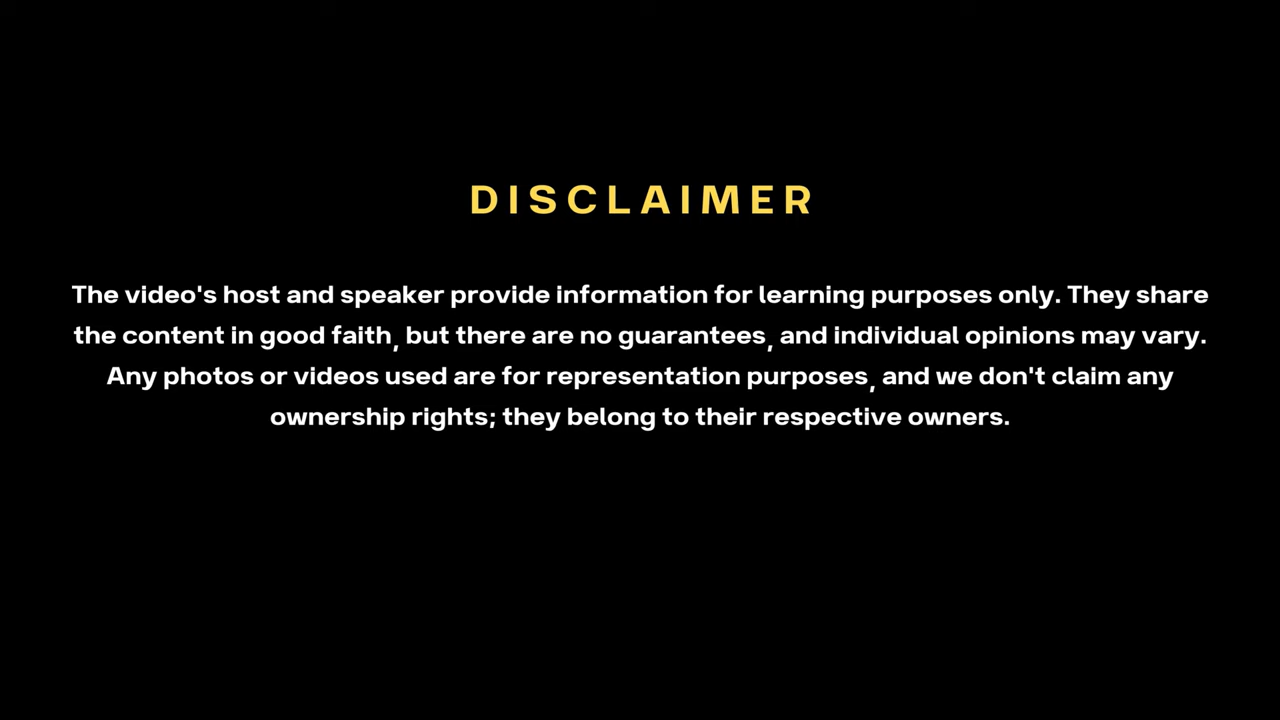 DISCLAIMER
The video's host and speaker provide information for learning purposes only. They share
the content in good faith, but there are no guarantees, and individual opinions may vary.
Any photos or videos used are for representation purposes, and we don't claim any
ownership rights; they belong to their respective owners.